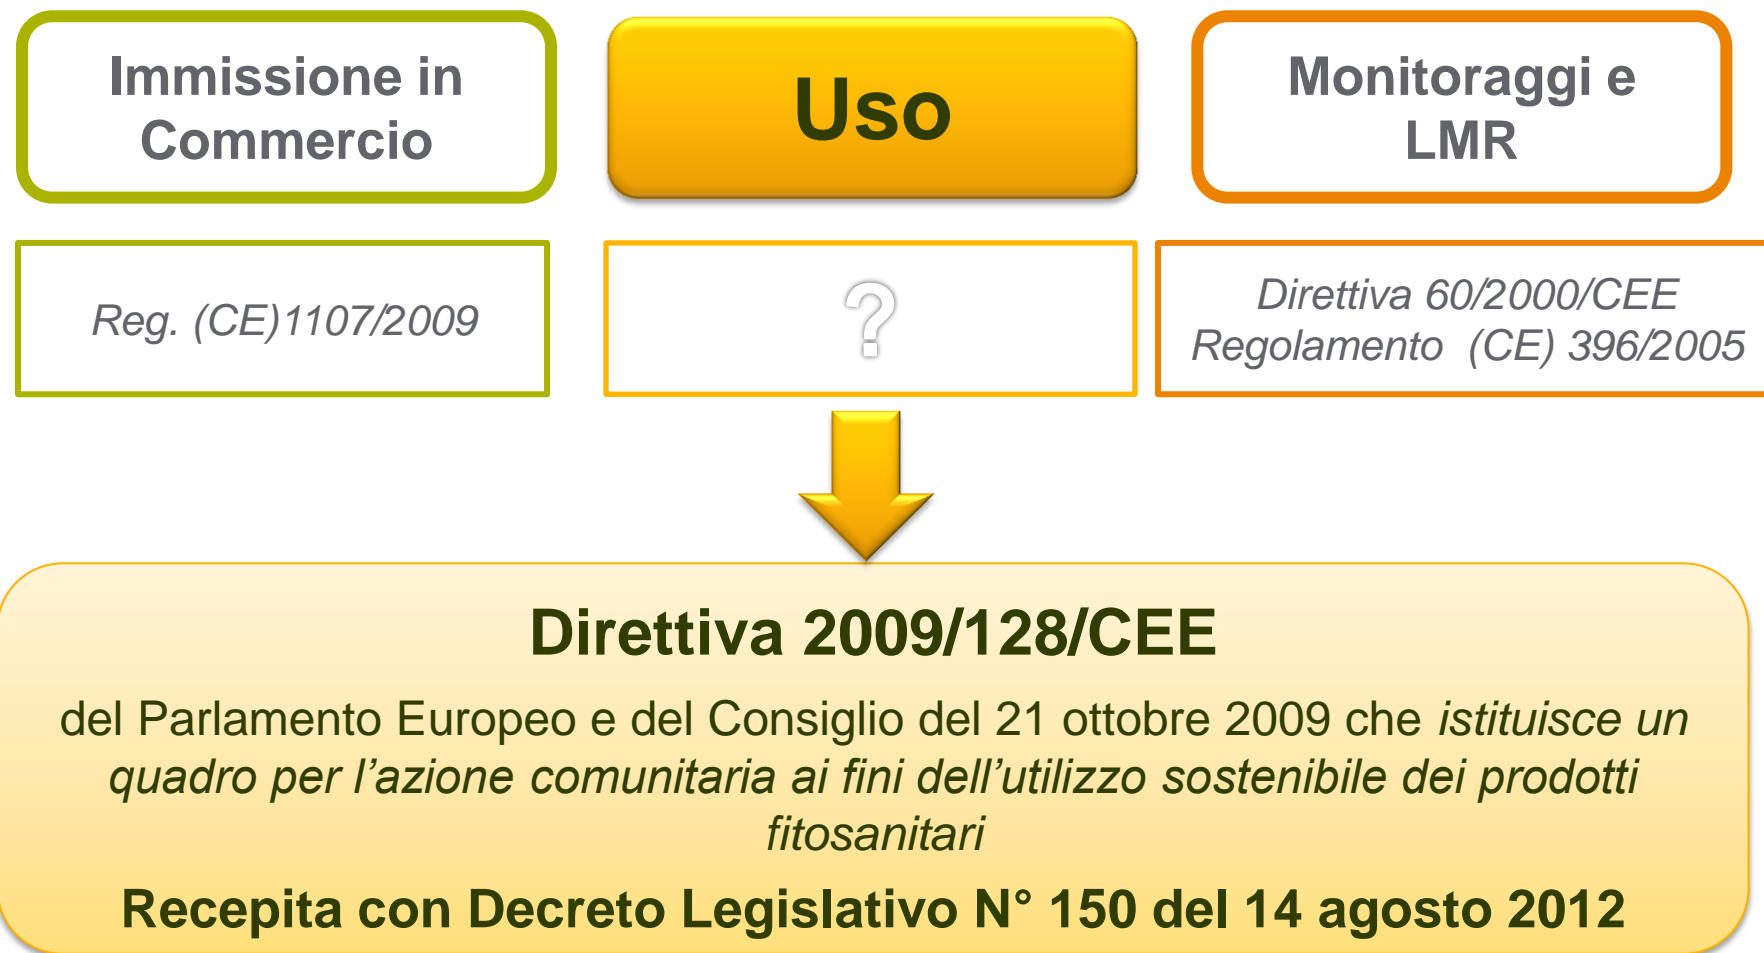 Immissione in
Commercio
Uso
Monitoraggi e
LMR
Reg. (CE)1107/2009
?
Direttiva 60/2000/CEE
Regolamento (CE) 396/2005
Direttiva 2009/128/CEE
del Parlamento Europeo e del Consiglio del 21 ottobre 2009 che istituisce un
quadro per l’azione comunitaria ai fini dell’utilizzo sostenibile dei prodotti
fitosanitari
Recepita con Decreto Legislativo N° 150 del 14 agosto 2012